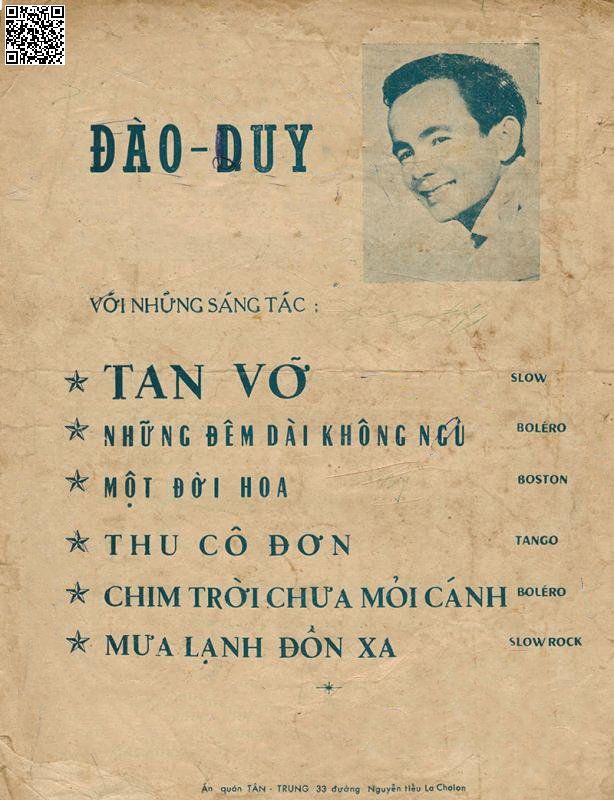 ĐÀO-DUY
VỚI NHỮNG SÁNG TÁC :
TAN VỠ SLOW
NHỮNG ĐÊM DÀI KHÔNG NGỦ BOLÉRO
MỘT ĐỜI HOA BOSTON
THU CÔ ĐƠN TANGO
CHIM TRỜI CHƯA MỎI CÁNH BOLÉRO
MƯA LẠNH ĐỒN XA SLOW ROCK
Ấn quán TÂN - TRUNG 33 đường Nguyễn tiểu La Cholon